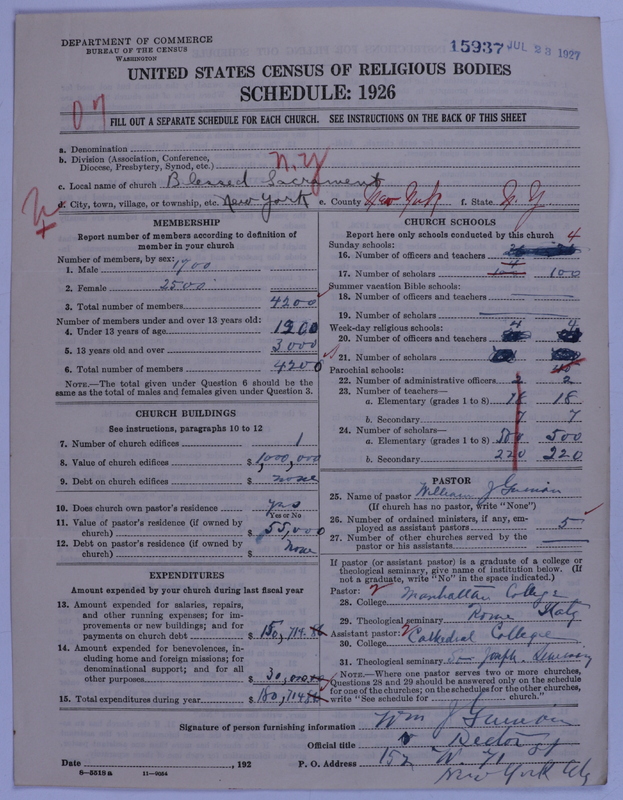 DEPARTMENT OF COMMERCE
BUREAU OF THE CENSUS
WASHINGTON
15937 JUL 23 1927
UNITED STATES CENSUS OF RELIGIOUS BODIES
SCHEDULE: 1926
FILL OUT A SEPARATE SCHEDULE FOR EACH CHURCH. SEE INSTRUCTIONS ON THE BACK OF THIS SHEET
a. Denomination
b. Division (Association, Conference, Diocese, Presbytery, Synod, etc.) N.Y
c. Local name of church Blessed Sacrament
d. City, town, village, or township, etc. New York e. County New York f. State N.Y.
MEMBERSHIP
Report number of members according to definition of member in your church
Number of members, by sex:
1. Male 1700
2. Female 2500
3. Total number of members 4200
Number of members under and over 13 years old:
4. Under 13 years of age 1200
5. 13 years old and over 3000
6. Total number of members 4200
NOTE.—The total given under Question 6 should be the same as the total of males and females given under Question 3.
CHURCH BUILDINGS
See instructions, paragraphs 10 to 12
7. Number of church edifices 1
8. Value of church edifices $ 1,000,000
9. Debt on church edifices $ none
10. Does church own pastor's residence? yes
Yes or No
11. Value of pastor's residence (if owned by church) $ 55,000
12. Debt on pastor's residence (if owned by church) none
EXPENDITURES
Amount expended by your church during last fiscal year
13. Amount expended for salaries, repairs, and other running expenses; for improvements or new buildings; and for payments on church debt $ 150,714.
14. Amount expended for benevolences, including home and foreign missions; for denominational support; and for all other purposes $ 30,000
15. Total expenditures during year $ 180,714
CHURCH SCHOOLS
Report here only schools conducted by this church
Sunday schools: 4
16. Number of officers and teachers
17. Number of scholars 100 100
Summer vacation Bible schools:
18. Number of officers and teachers
19. Number of scholars
Week-day religious schools: 4 4
20. Number of officers and teachers
21. Number of scholars
Parochial schools:
22. Number of administrative officers 2 2
23. Number of teachers—
a. Elementary (grades 1 to 8) 18 18
b. Secondary 7 7
24. Number of scholars—
a. Elementary (grades 1 to 8) 500 500
b. Secondary 220 220
PASTOR
25. Name of pastor William J
(If church has no pastor, write "None")
26. Number of ordained ministers, if any, employed as assistant pastors 5
27. Number of other churches served by the pastor or his assistants
If pastor (or assistant pastor) is a graduate of a college or theological seminary, give name of institution below. (If not a graduate, write "No" in the space indicated.)
Pastor:
28. College Manhattan College
29. Theological seminary Rome Italy
Assistant pastor:
30. College Cathedral College
31. Theological seminary Joseph Seminary
NOTE.—Where one pastor serves two or more churches, Questions 28 and 29 should be answered only on the schedule for one of the churches; on the schedules for the other churches, write "See schedule for church."
Signature of person furnishing information Wm J
Official title Rector
Date , 192
P. O. Address 152 W. 71 St
New York City
8—5518a 11—9054